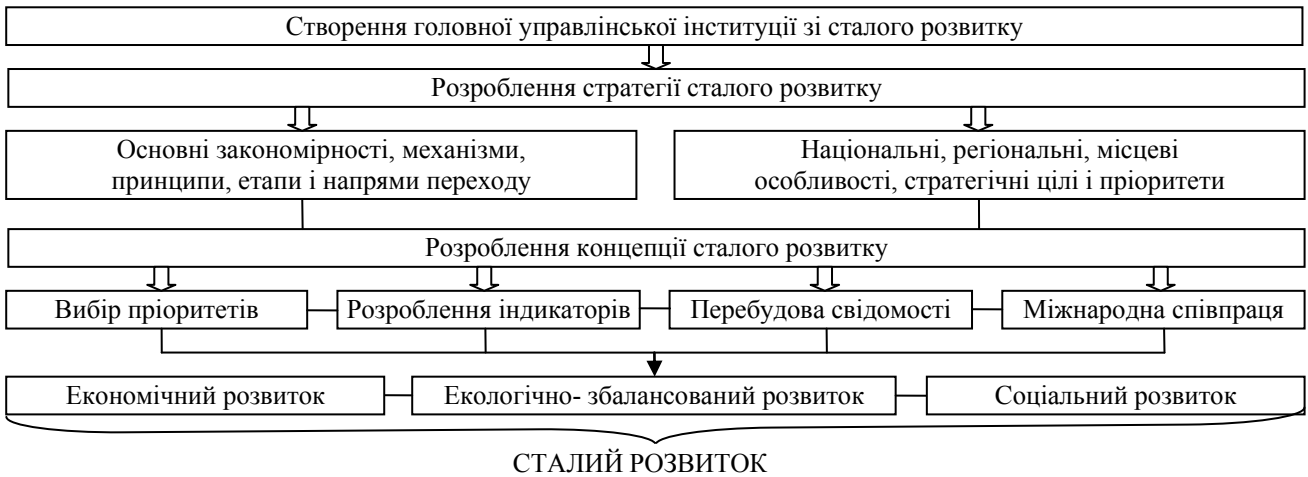 Створення головної управлінської інституції зі сталого розвитку
Розроблення стратегії сталого розвитку
Основні закономірності, механізми,
принципи, етапи і напрями переходу
Національні, регіональні, місцеві
особливості, стратегічні цілі і пріоритети
Розроблення концепції сталого розвитку
Вибір пріоритетів
Розроблення індикаторів
Перебудова свідомості
Міжнародна співпраця
Економічний розвиток
Екологічно- збалансований розвиток
Соціальний розвиток
СТАЛИЙ РОЗВИТОК